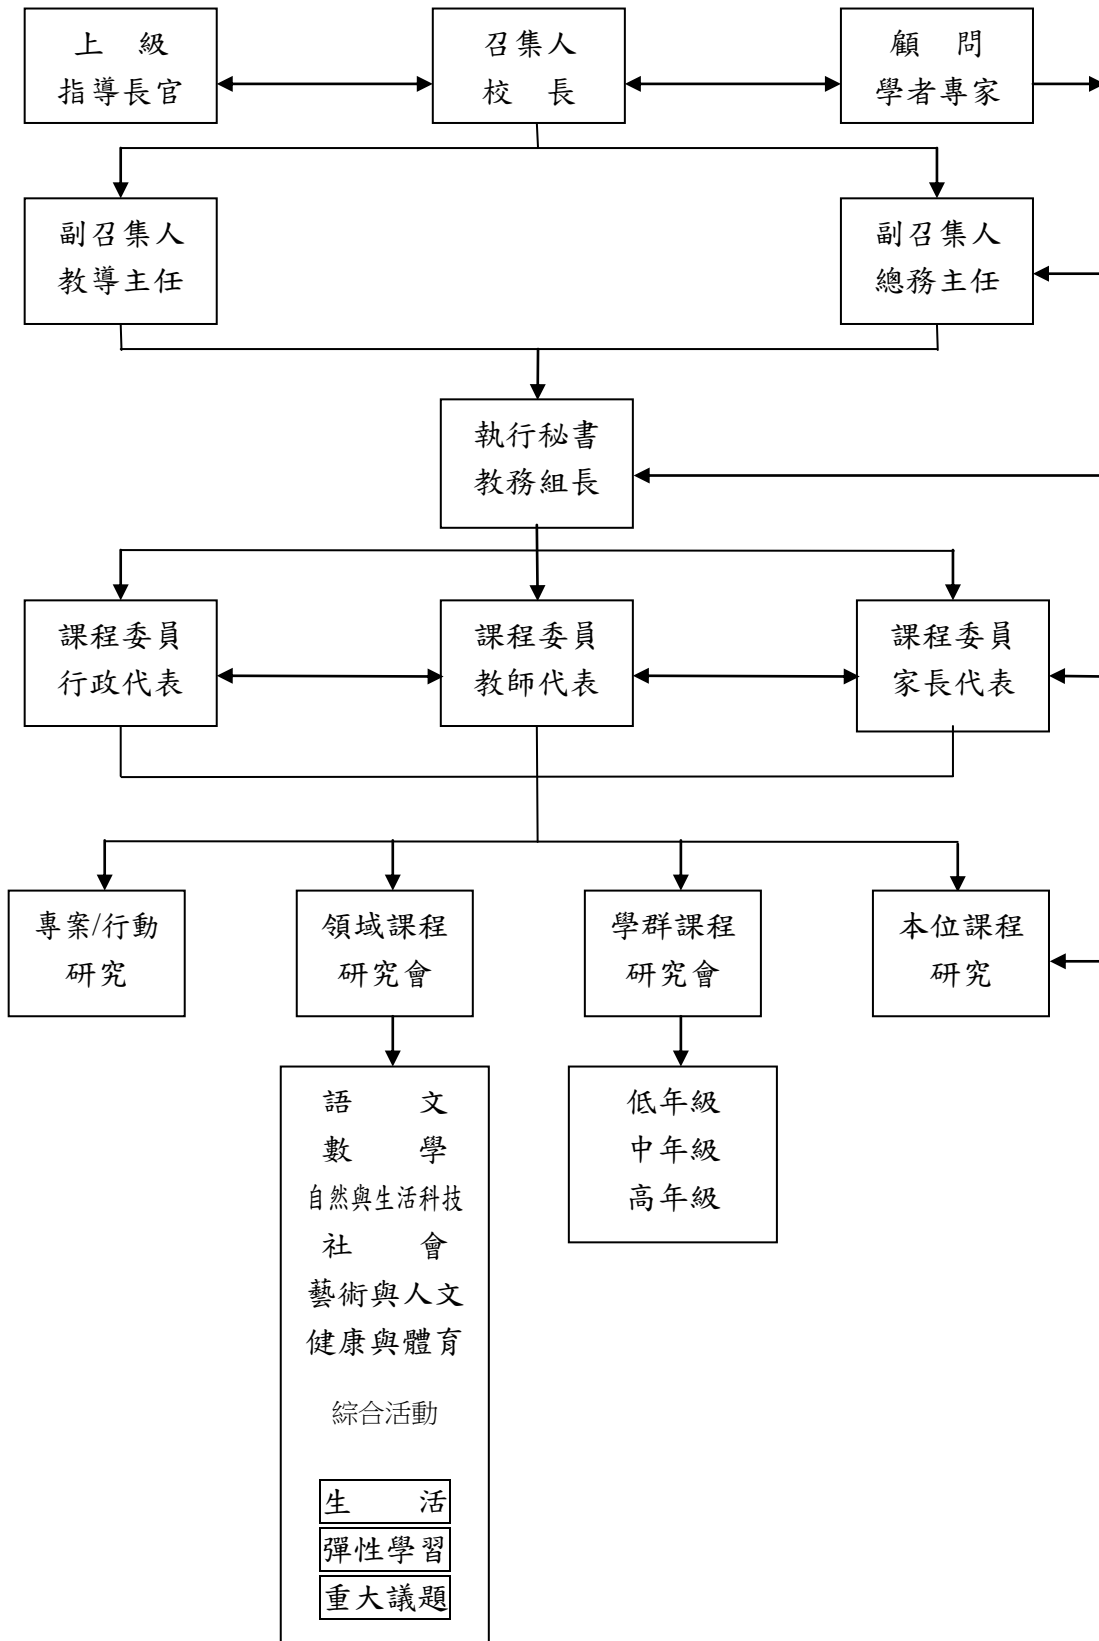 上　級
指導長官
召集人
校　長
顧　問
學者專家
副召集人
教導主任
副召集人
總務主任
執行秘書
教務組長
課程委員
行政代表
課程委員
教師代表
課程委員
家長代表
專案/行動
研究
領域課程
研究會
學群課程
研究會
本位課程
研究
語　　文
數　　學
自然與生活科技
社　　會
藝術與人文
健康與體育
綜合活動
生　　活
彈性學習
重大議題
低年級
中年級
高年級